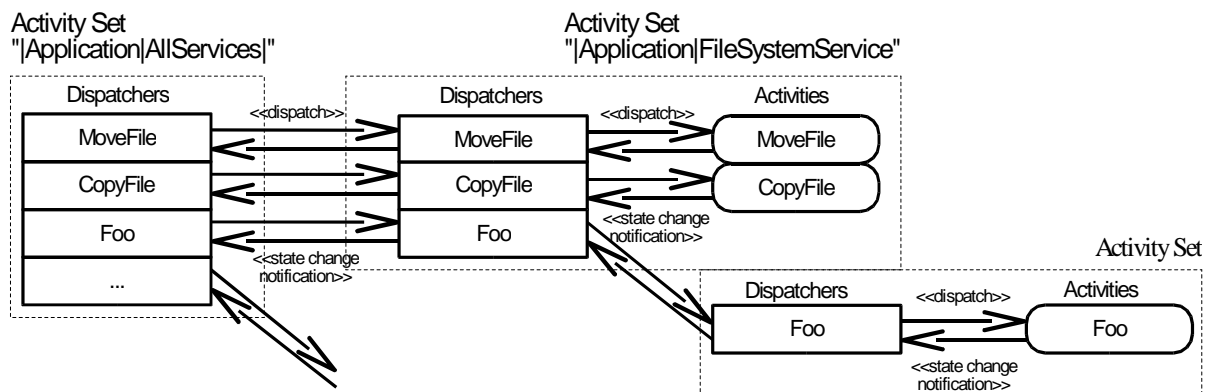 Activity Set
"|Application|AllServices|"
Activity Set
"|Application|FileSystemService"
Dispatchers
<<dispatch>>
Dispatchers
<<dispatch>>
Activities
MoveFile
MoveFile
MoveFile
CopyFile
CopyFile
CopyFile
Foo
<<state change
notification>>
Foo
<<state change
notification>>
...
Activity Set
Dispatchers
<<dispatch>>
Activities
Foo
Foo
<<state change
notification>>